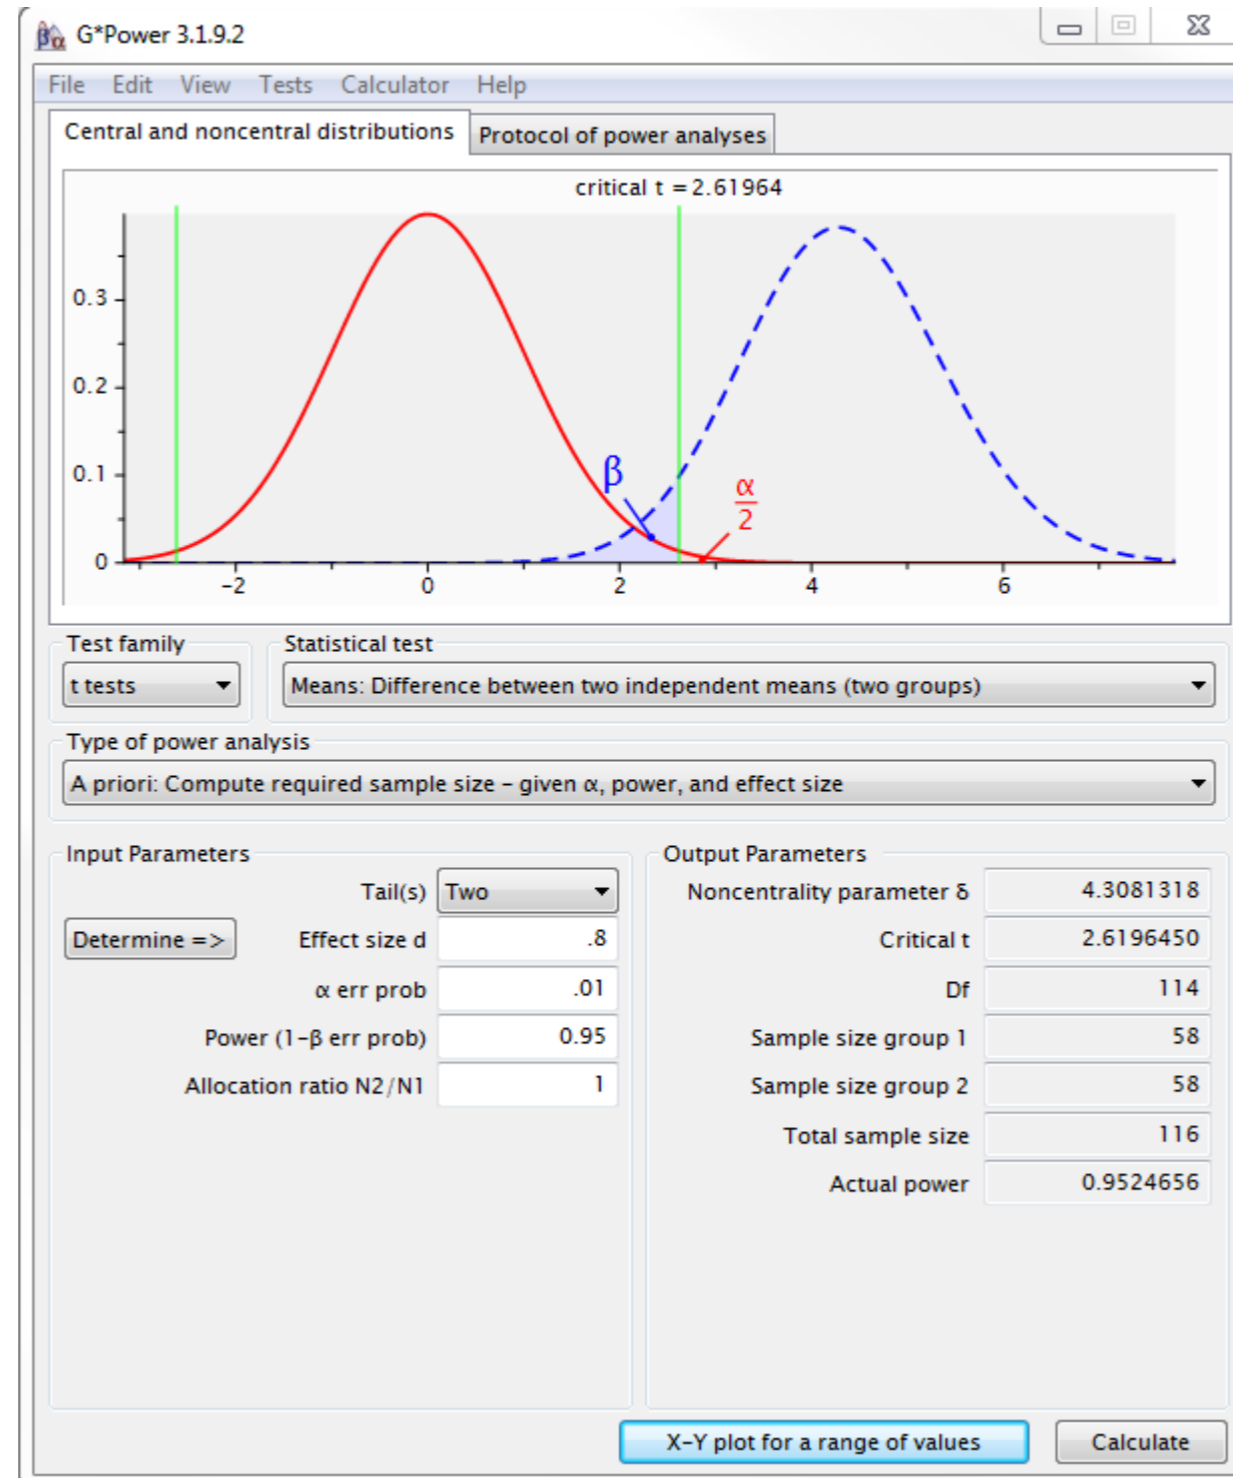 G*Power 3.1.9.2
File Edit View Tests Calculator Help
Central and noncentral distributions Protocol of power analyses
critical t = 2.61964
0.3
0.2
0.1
0
β
α
2
-2 0 2 4 6
Test family Statistical test
t tests Means: Difference between two independent means (two groups)
Type of power analysis
A priori: Compute required sample size - given α, power, and effect size
Input Parameters
Tail(s) Two
Determine => Effect size d .8
α err prob .01
Power (1-β err prob) 0.95
Allocation ratio N2/N1 1
Output Parameters
Noncentrality parameter δ 4.3081318
Critical t 2.6196450
Df 114
Sample size group 1 58
Sample size group 2 58
Total sample size 116
Actual power 0.9524656
X-Y plot for a range of values Calculate